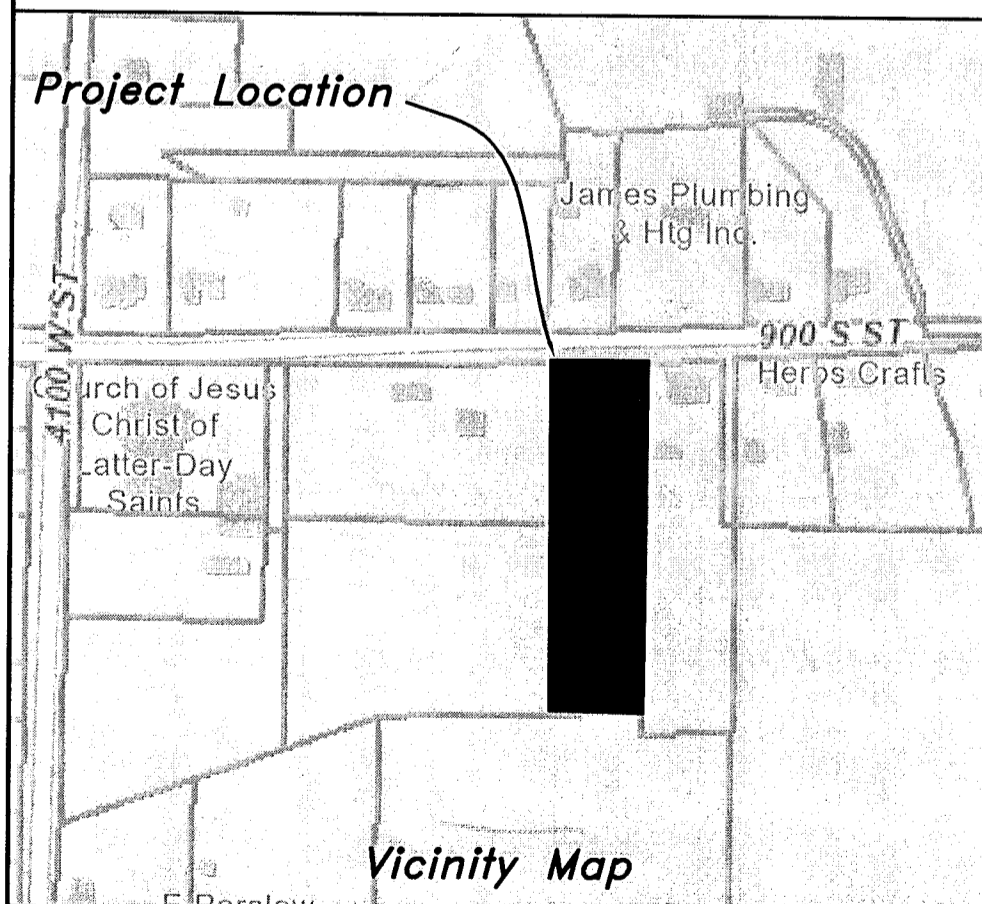 Project Location
James Plumbing
& Htg Inc.
4100 W ST
900 S ST
Church of Jesus
Christ of
Latter-Day
Saints
Herbs Crafts
Vicinity Map